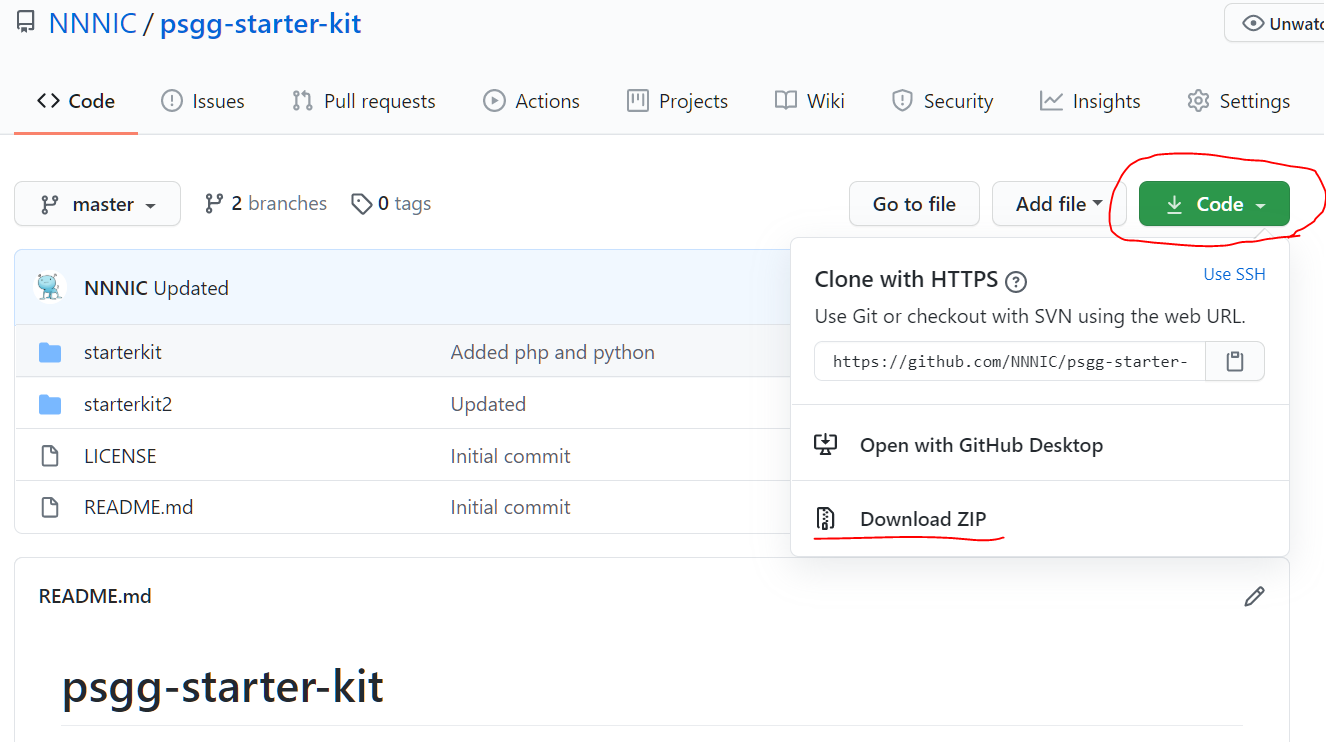 NNNIC / psgg-starter-kit
Code Issues Pull requests Actions Projects Wiki Security Insights Settings
master 2 branches 0 tags Go to file Add file Code
NNNIC Updated
starterkit Added php and python
starterkit2 Updated
LICENSE Initial commit
README.md Initial commit
Clone with HTTPS ? Use SSH
Use Git or checkout with SVN using the web URL.
https://github.com/NNNIC/psgg-starter-
Open with GitHub Desktop
Download ZIP
README.md
psgg-starter-kit